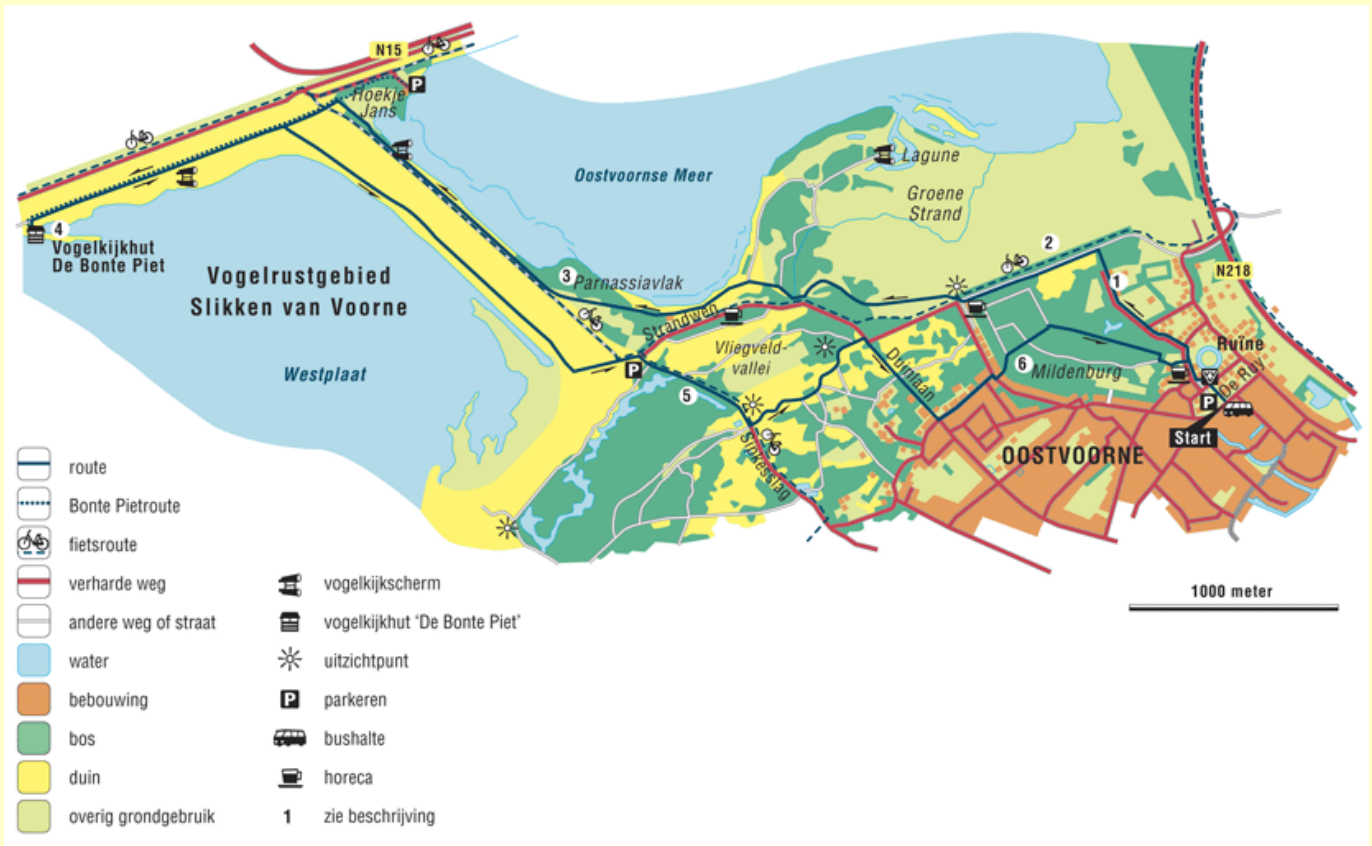 N15
P
Hoekje
Jans
Lagune
Oostvoornse Meer
Groene
Strand
4
Vogelkijkhut
De Bonte Piet
2
N218
Vogelrustgebied
Slikken van Voorne
3
Parnassiavlak
1
Strandweg
Ruïne
Vliegveld-
vallei
Westplaat
P
Duinlaan
6
Mildenburg
De Ruy
5
P
Start
Sipkesslag
OOSTVOORNE
route
Bonte Pietroute
fietsroute
verharde weg
andere weg of straat
water
bebouwing
bos
duin
overig grondgebruik
vogelkijkscherm
vogelkijkhut 'De Bonte Piet'
uitzichtpunt
P parkeren
bushalte
horeca
1 zie beschrijving
1000 meter